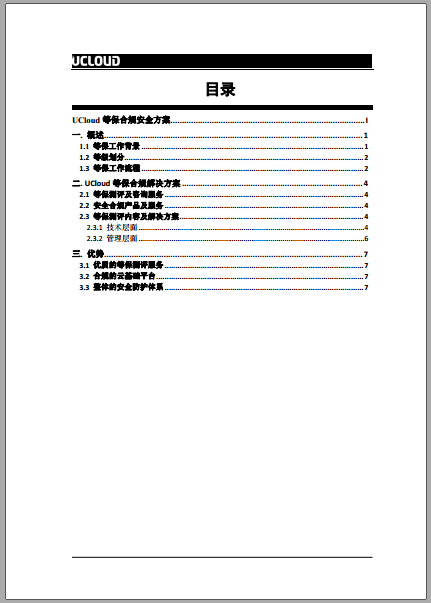 UCLOUD
目录
UCloud 等保合规安全方案 I
一. 概述 1
1.1 等保工作背景 1
1.2 等级划分 2
1.3 等保工作流程 2
二. UCloud 等保合规解决方案 4
2.1 等保测评及咨询服务 4
2.2 安全合规产品及服务 4
2.3 等保测评内容及解决方案 4
2.3.1 技术层面 4
2.3.2 管理层面 6
三. 优势 7
3.1 优质的等保测评服务 7
3.2 合规的云基础平台 7
3.3 整体的安全防护体系 7